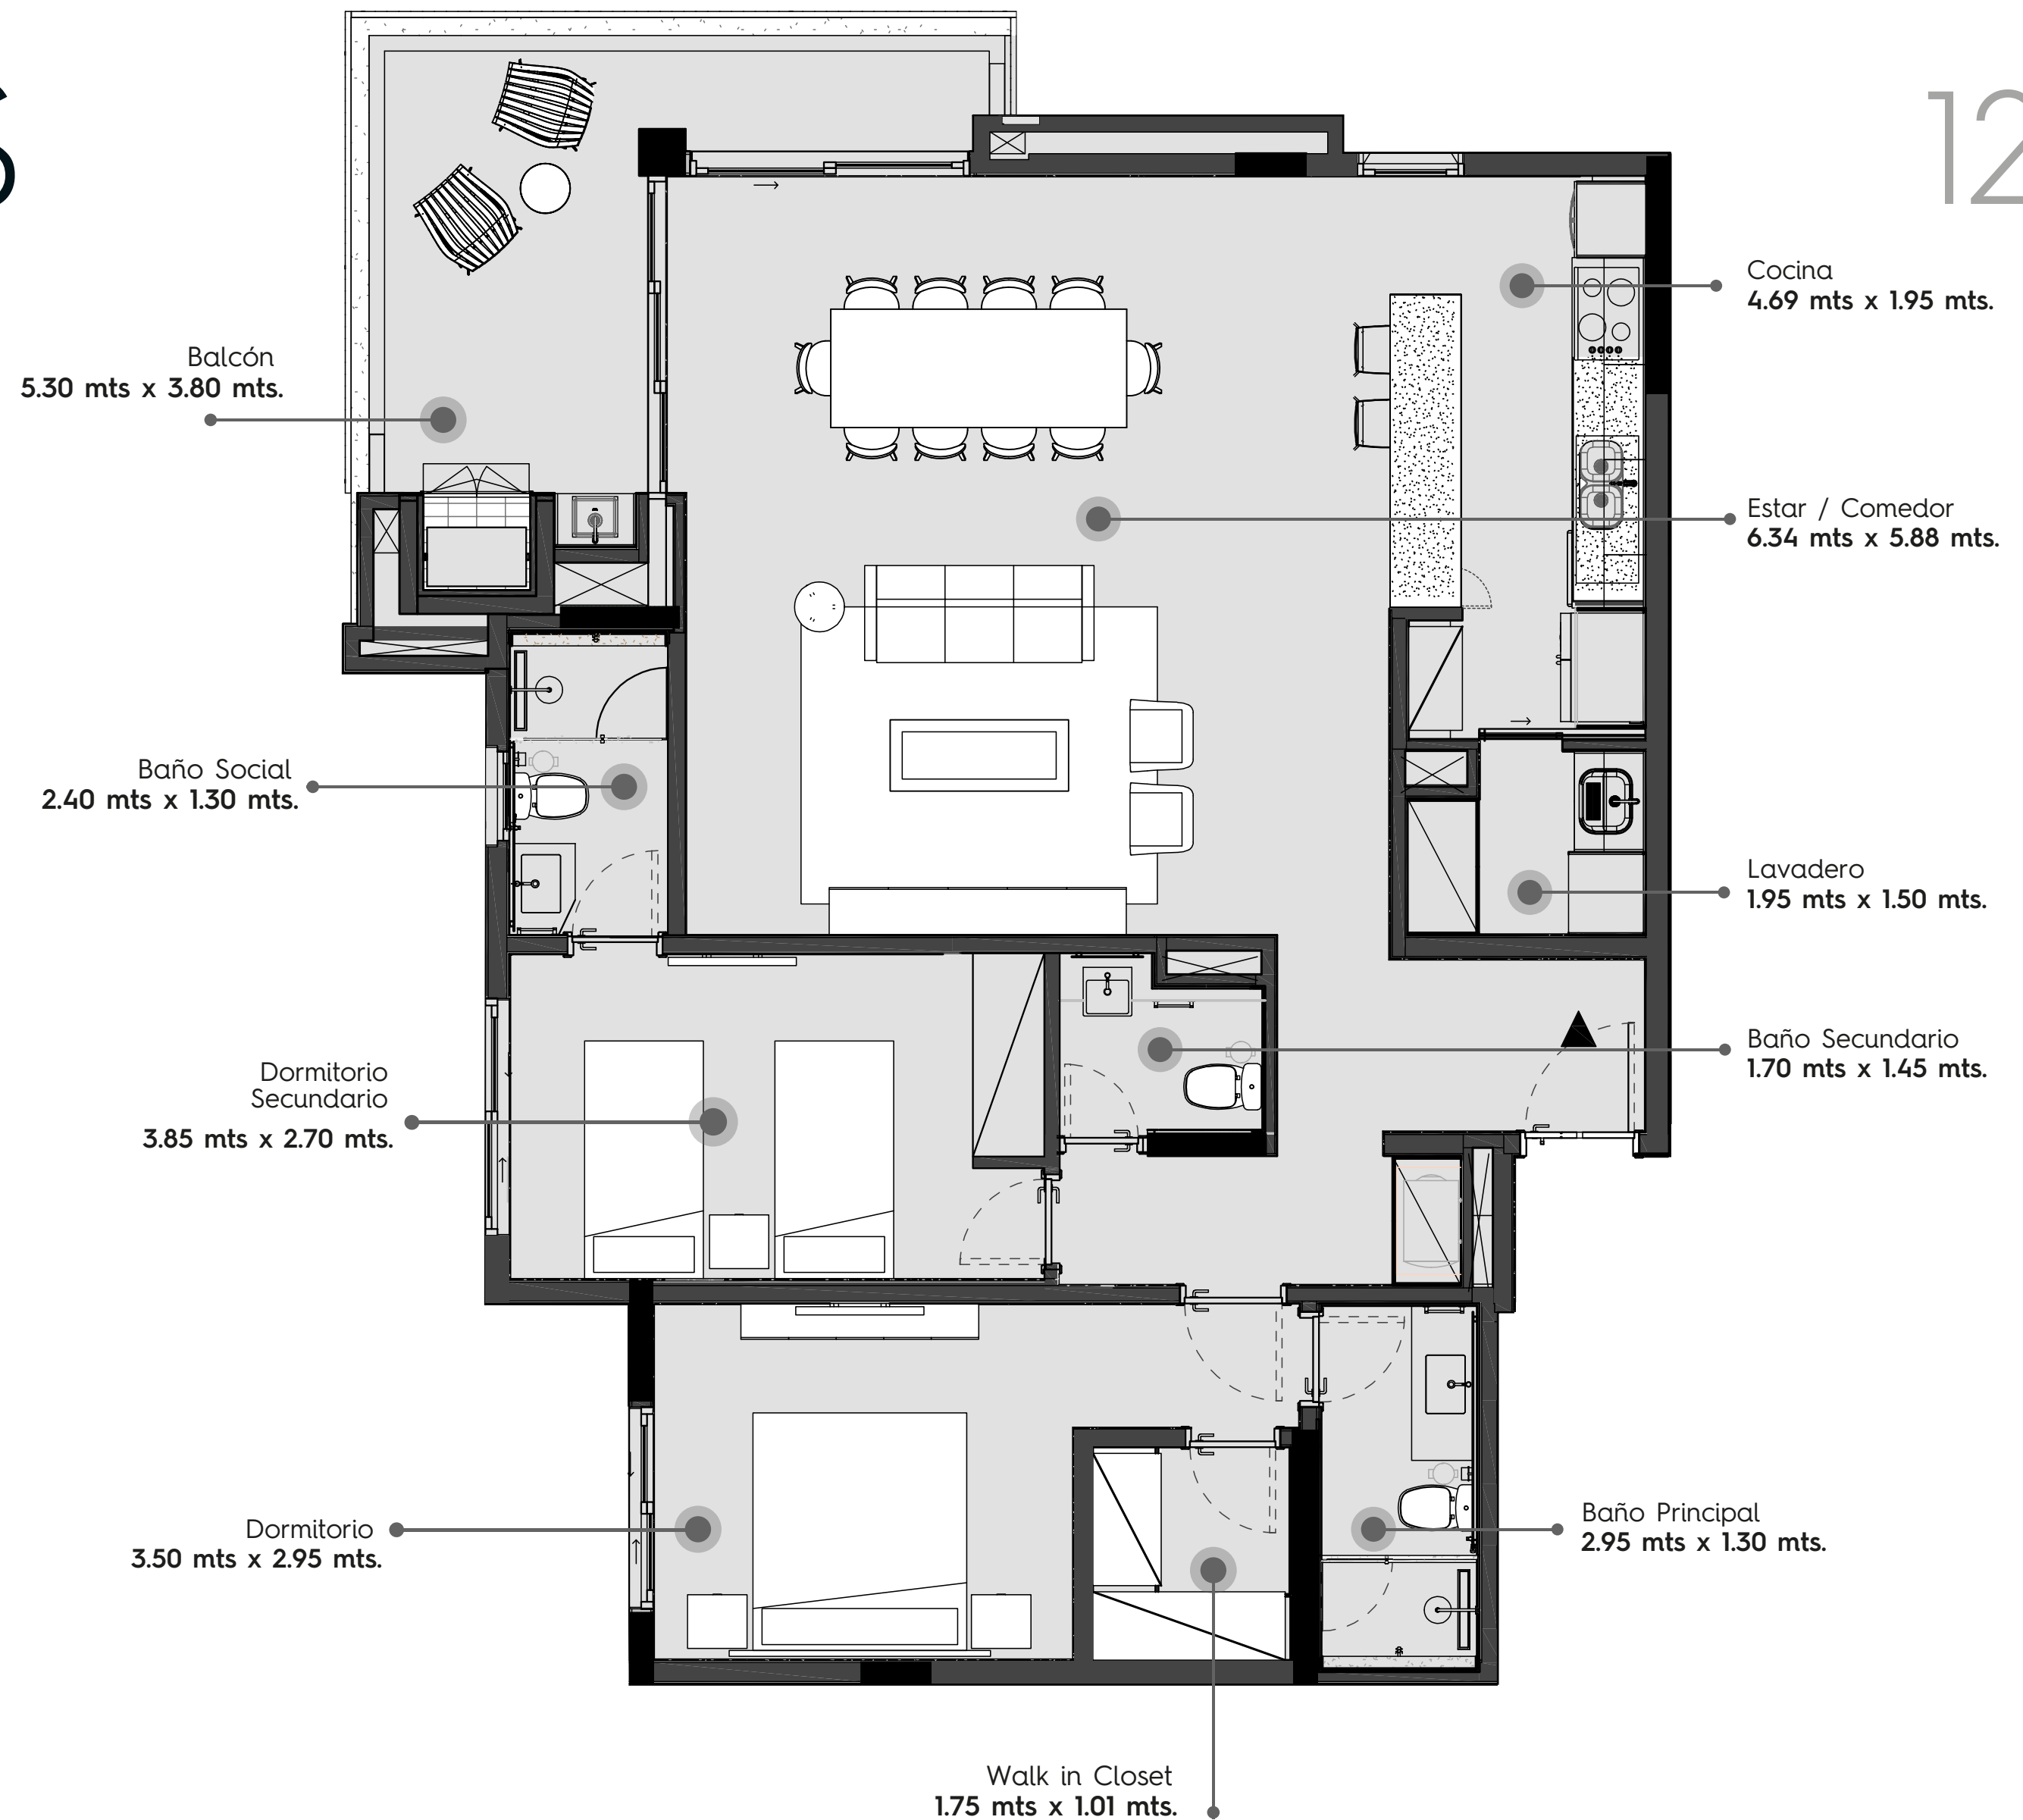 12
Cocina
4.69 mts x 1.95 mts.
Balcón
5.30 mts x 3.80 mts.
Estar / Comedor
6.34 mts x 5.88 mts.
Baño Social
2.40 mts x 1.30 mts.
Lavadero
1.95 mts x 1.50 mts.
Baño Secundario
1.70 mts x 1.45 mts.
Dormitorio
Secundario
3.85 mts x 2.70 mts.
Baño Principal
2.95 mts x 1.30 mts.
Dormitorio
3.50 mts x 2.95 mts.
Walk in Closet
1.75 mts x 1.01 mts.